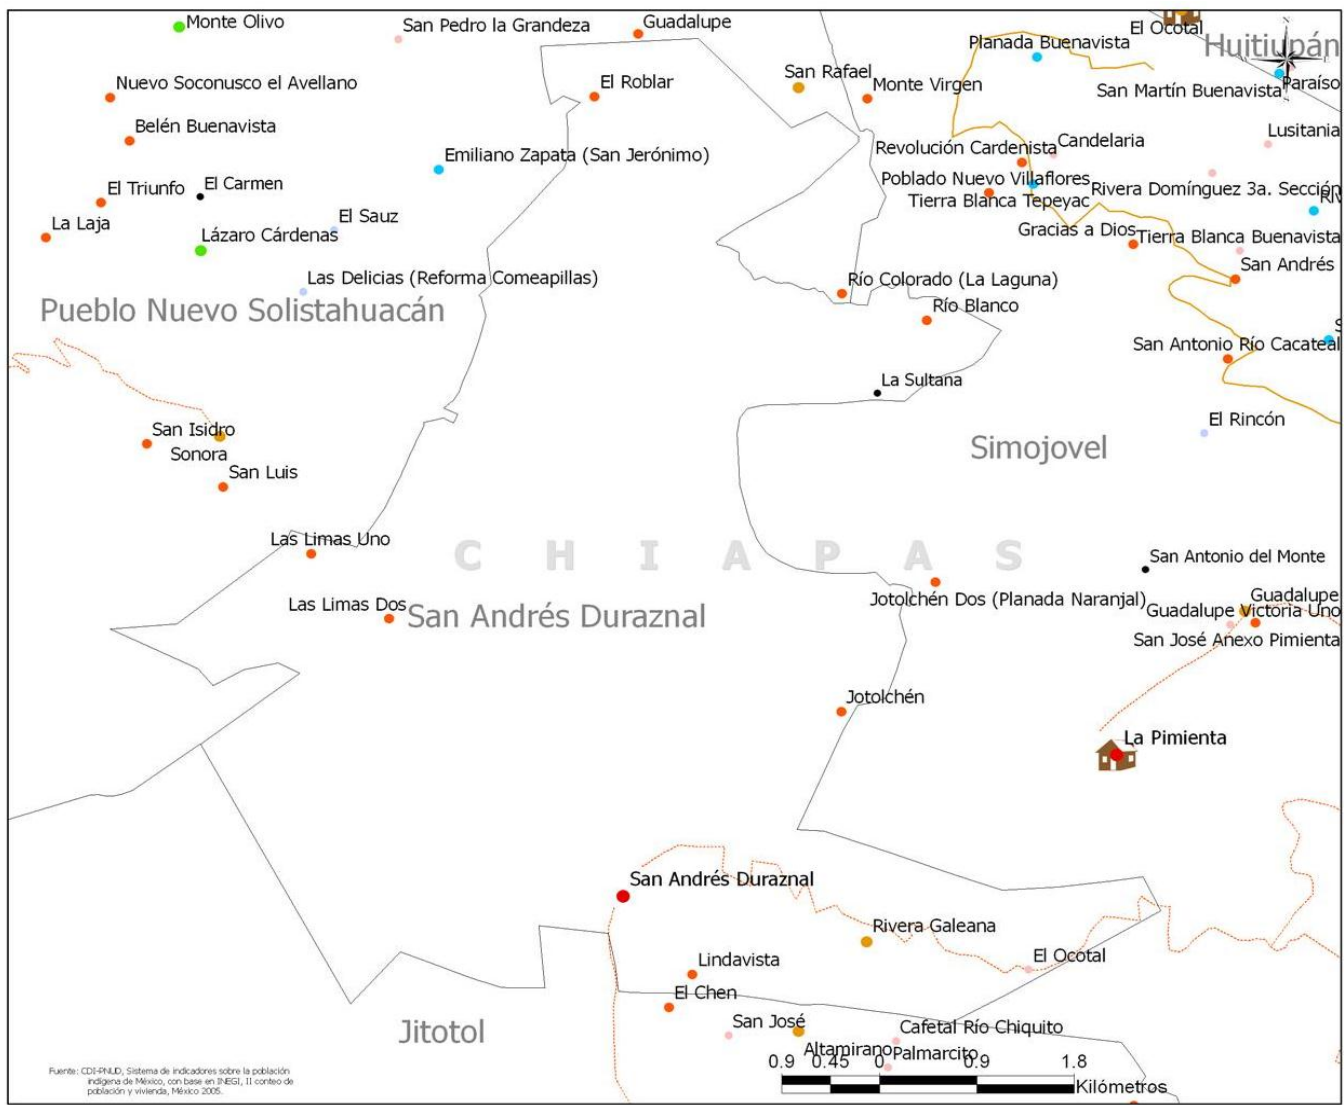 Monte Olivo
San Pedro la Grandeza
Guadalupe
El Ocotal
Planada Buenavista
Huitiupán
N
Nuevo Soconusco el Avellano
El Roblar
San Rafael
Monte Virgen
San Martín Buenavista
Paraíso
Belén Buenavista
Emiliano Zapata (San Jerónimo)
Revolución Cardenista
Candelaria
Lusitania
El Triunfo
El Carmen
Poblado Nuevo Villaflores
Rivera Domínguez 3a. Sección
Tierra Blanca Tepeyac
La Laja
El Sauz
Lázaro Cárdenas
Gracias a Dios
Tierra Blanca Buenavista
San Andrés
Las Delicias (Reforma Comeapillas)
Río Colorado (La Laguna)
Pueblo Nuevo Solistahuacán
Río Blanco
San Antonio Río Cacateal
La Sultana
San Isidro
El Rincón
Sonora
San Luis
Simojovel
Las Limas Uno
CHIAPAS
San Antonio del Monte
Las Limas Dos
San Andrés Duraznal
Jotolchén Dos (Planada Naranjal)
Guadalupe
Guadalupe Victoria Uno
San José Anexo Pimienta
Jotolchén
La Pimienta
San Andrés Duraznal
Rivera Galeana
Lindavista
El Ocotal
El Chen
Jitotol
San José
Cafetal Río Chiquito
Altamirano
Palmarcito
0.9 0.45 0 0.9 1.8
Kilómetros
Fuente: CDI-PNUD, Sistema de indicadores sobre la población
indígena de México, con base en INEGI, II conteo de
población y vivienda, México 2005.